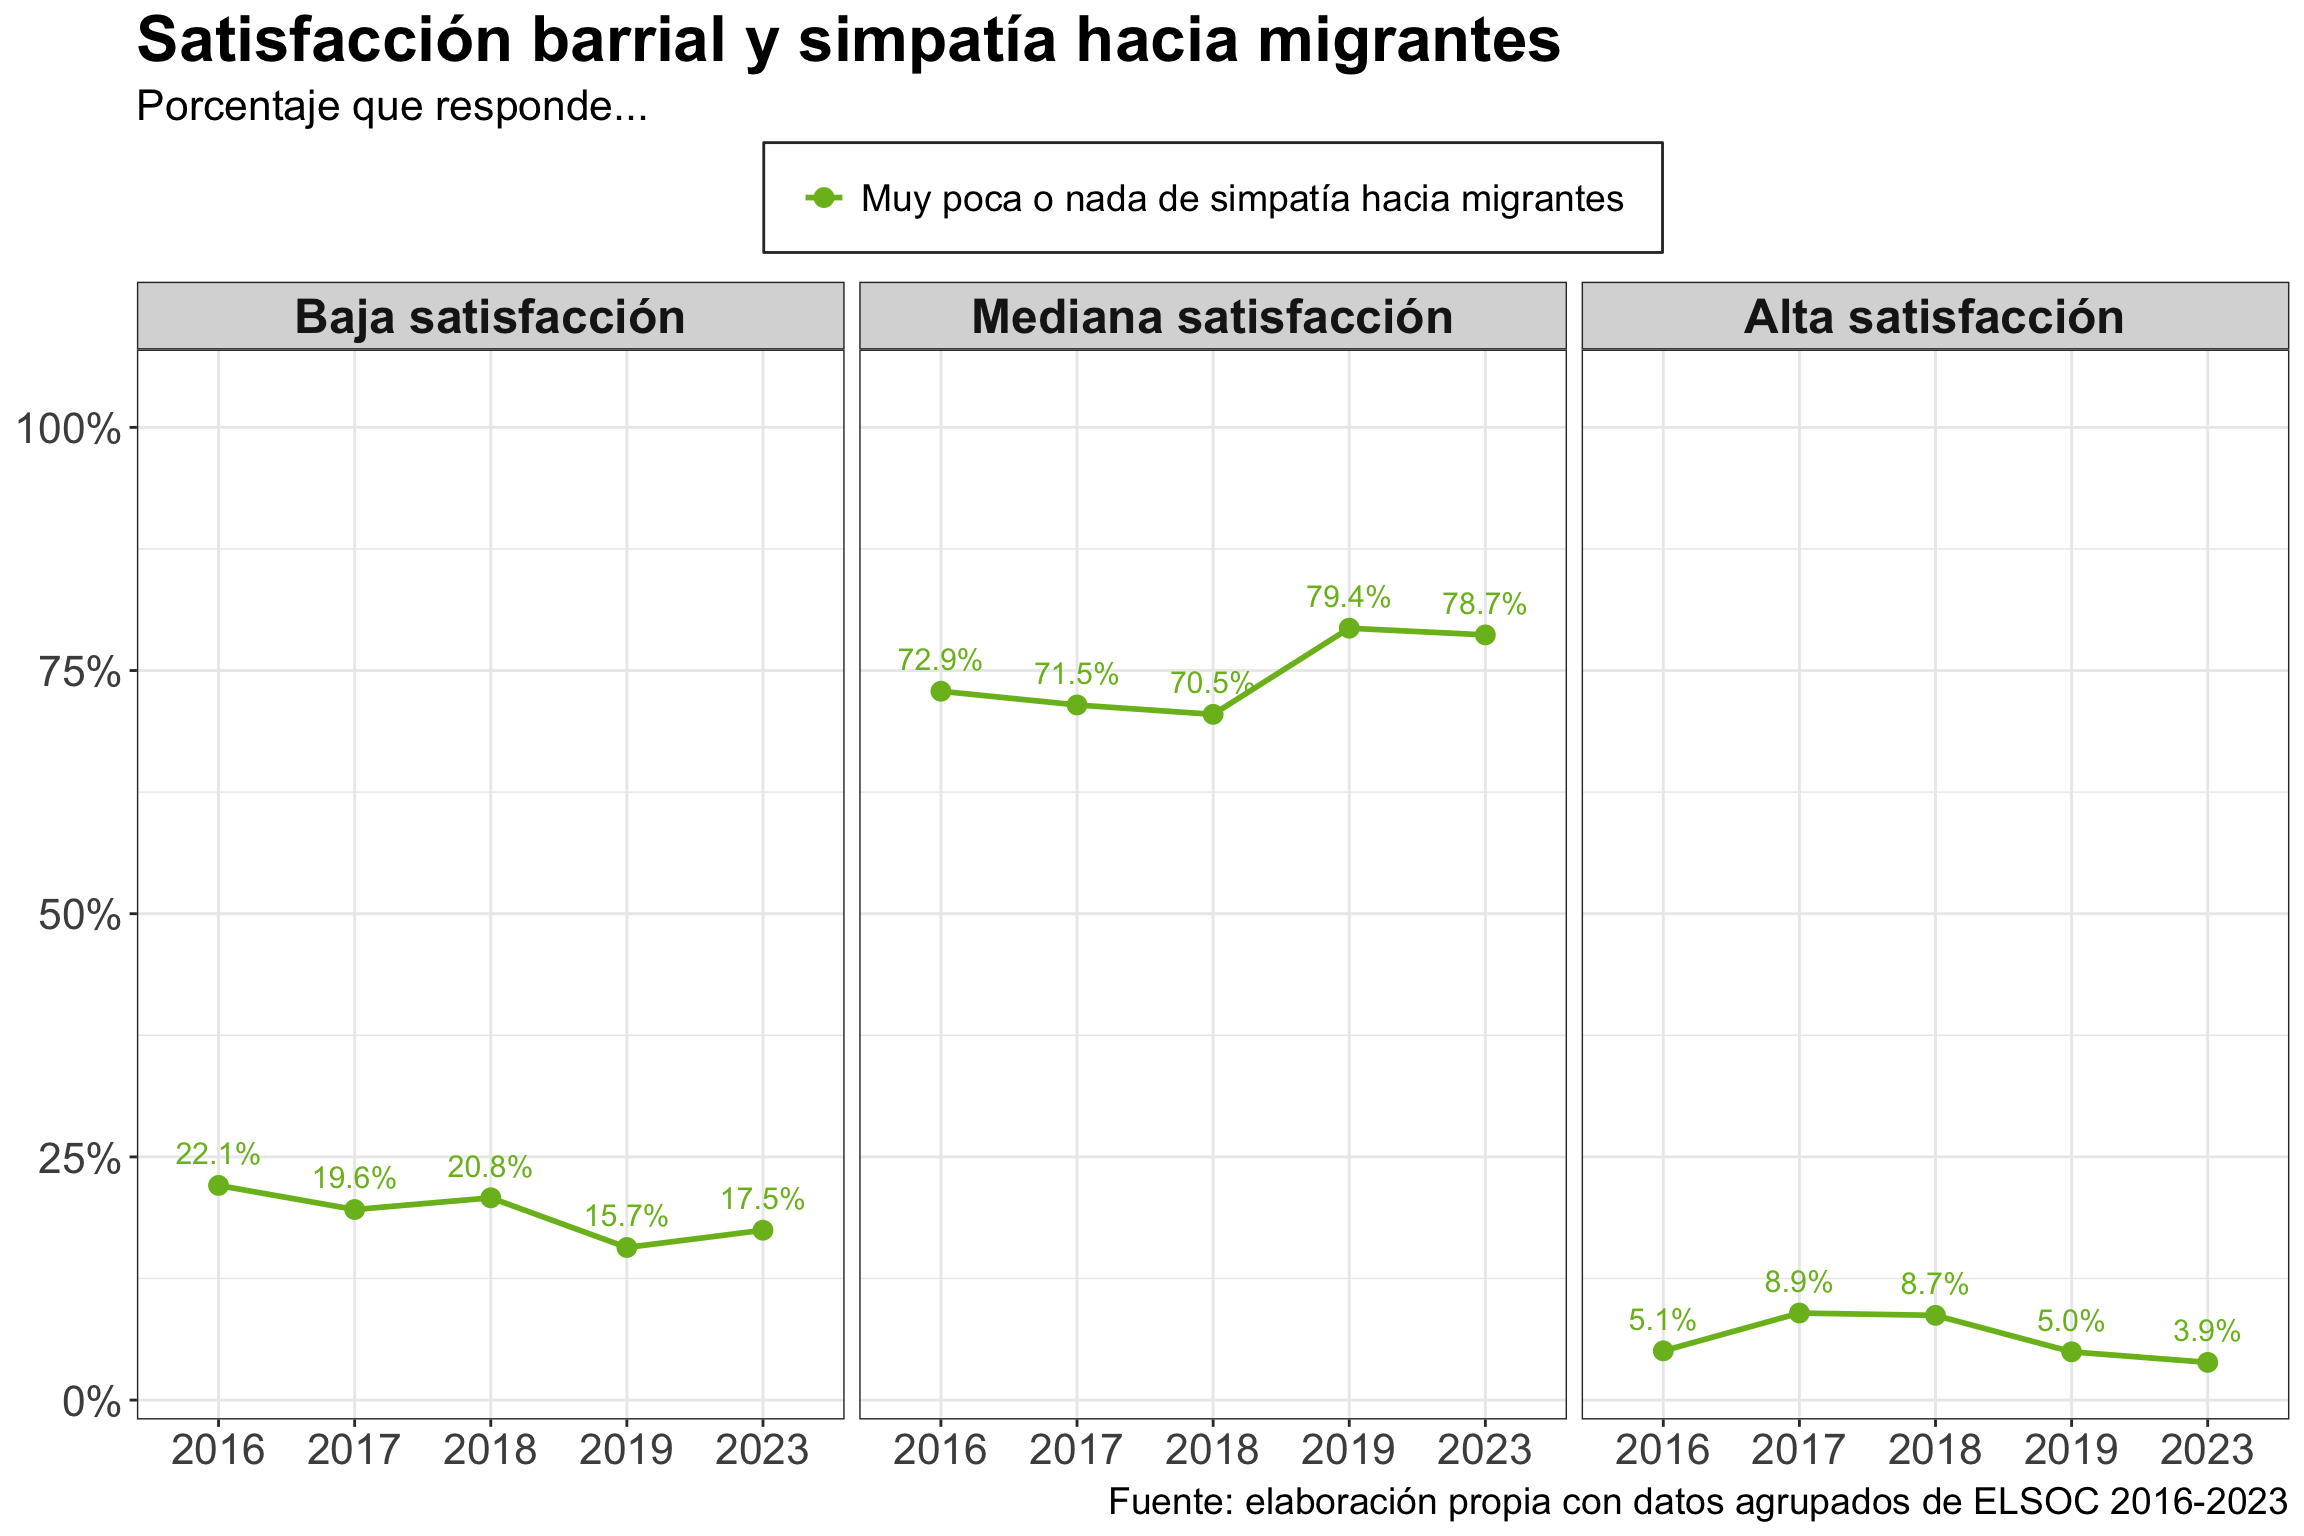 Satisfacción barrial y simpatía hacia migrantes
Porcentaje que responde...
Muy poca o nada de simpatía hacia migrantes
Baja satisfacción
Mediana satisfacción
Alta satisfacción
100%
75%
50%
25%
0%
22.1%
19.6%
20.8%
15.7%
17.5%
72.9%
71.5%
70.5%
79.4%
78.7%
5.1%
8.9%
8.7%
5.0%
3.9%
2016 2017 2018 2019 2023
2016 2017 2018 2019 2023
2016 2017 2018 2019 2023
Fuente: elaboración propia con datos agrupados de ELSOC 2016-2023